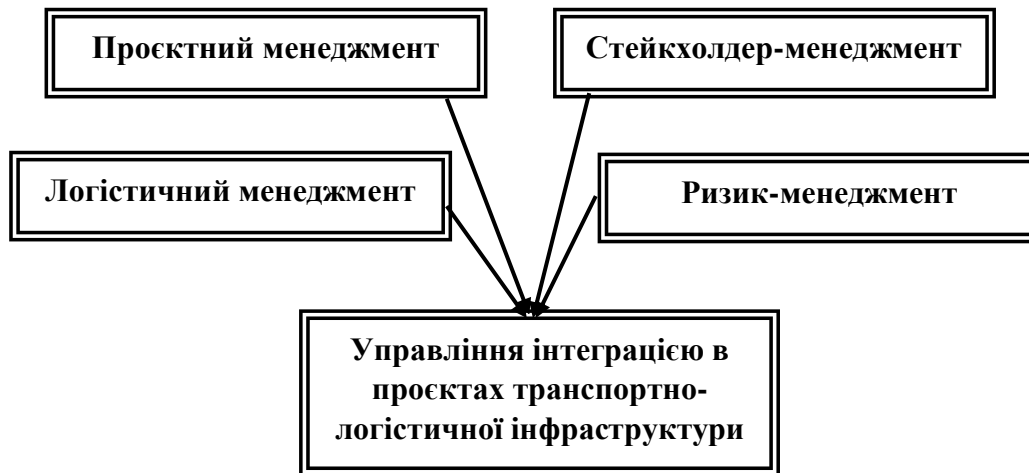 Проєктний менеджмент
Стейкхолдер-менеджмент
Логістичний менеджмент
Ризик-менеджмент
Управління інтеграцією в
проєктах транспортно-
логістичної інфраструктури